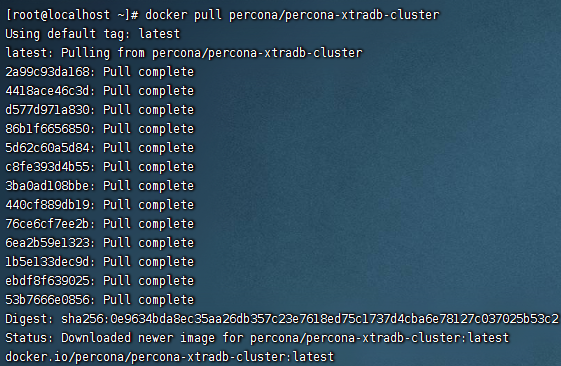 [root@localhost ~]# docker pull percona/percona-xtradb-cluster
Using default tag: latest
latest: Pulling from percona/percona-xtradb-cluster
2a99c93da168: Pull complete
4418ace46c3d: Pull complete
d577d971a830: Pull complete
86b1f6656850: Pull complete
5d62c60a5d84: Pull complete
c8fe393d4b55: Pull complete
3ba0ad108bbe: Pull complete
440cf889db19: Pull complete
76ce6cf7ee2b: Pull complete
6ea2b59e1323: Pull complete
1b5e133dec9d: Pull complete
ebdf8f639025: Pull complete
53b7666e0856: Pull complete
Digest: sha256:0e9634bda8ec35aa26db357c23e7618ed75c1737d4cba6e78127c037025b53c2
Status: Downloaded newer image for percona/percona-xtradb-cluster:latest
docker.io/percona/percona-xtradb-cluster:latest